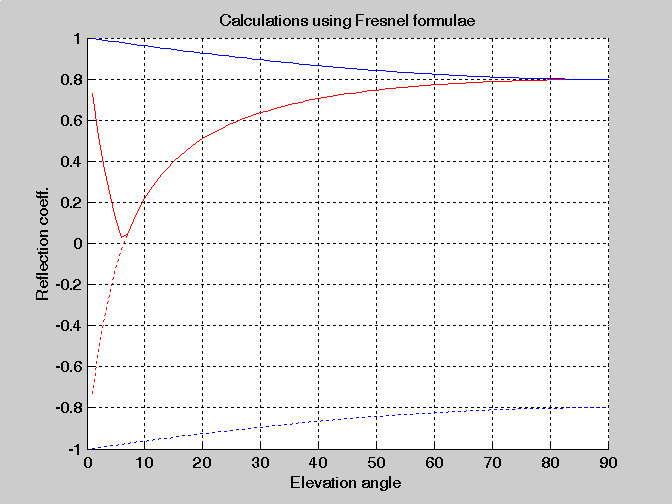 Calculations using Fresnel formulae
1
0.8
0.6
0.4
0.2
0
-0.2
-0.4
-0.6
-0.8
-1
Reflection coeff.
0 10 20 30 40 50 60 70 80 90
Elevation angle